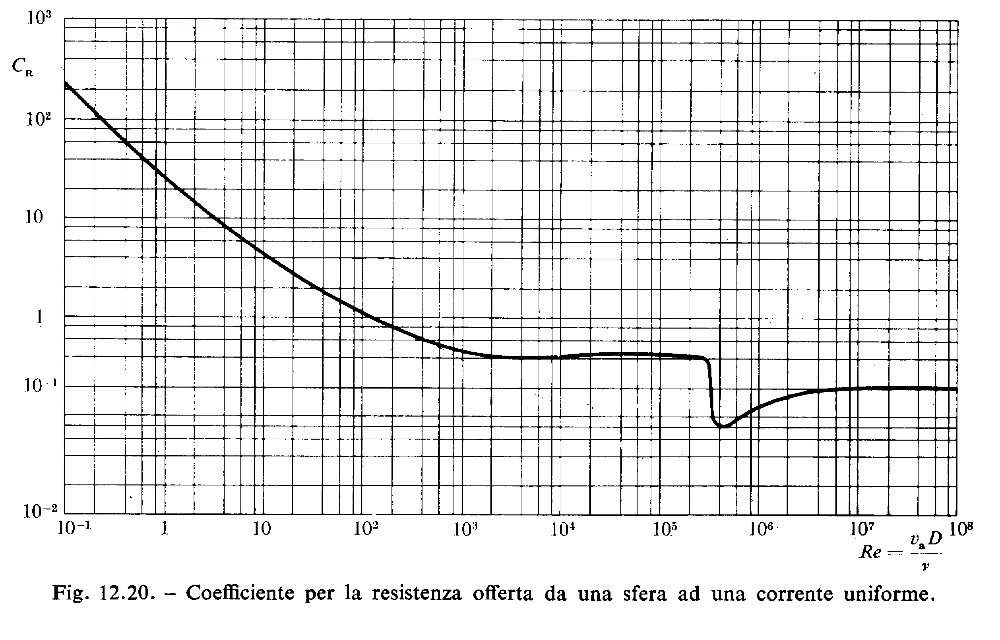 10³
C_R
10²
10
1
10⁻¹
10⁻²
10⁻¹ 1 10 10² 10³ 10⁴ 10⁵ 10⁶ 10⁷ 10⁸
Re = v_a D / ν
Fig. 12.20. – Coefficiente per la resistenza offerta da una sfera ad una corrente uniforme.